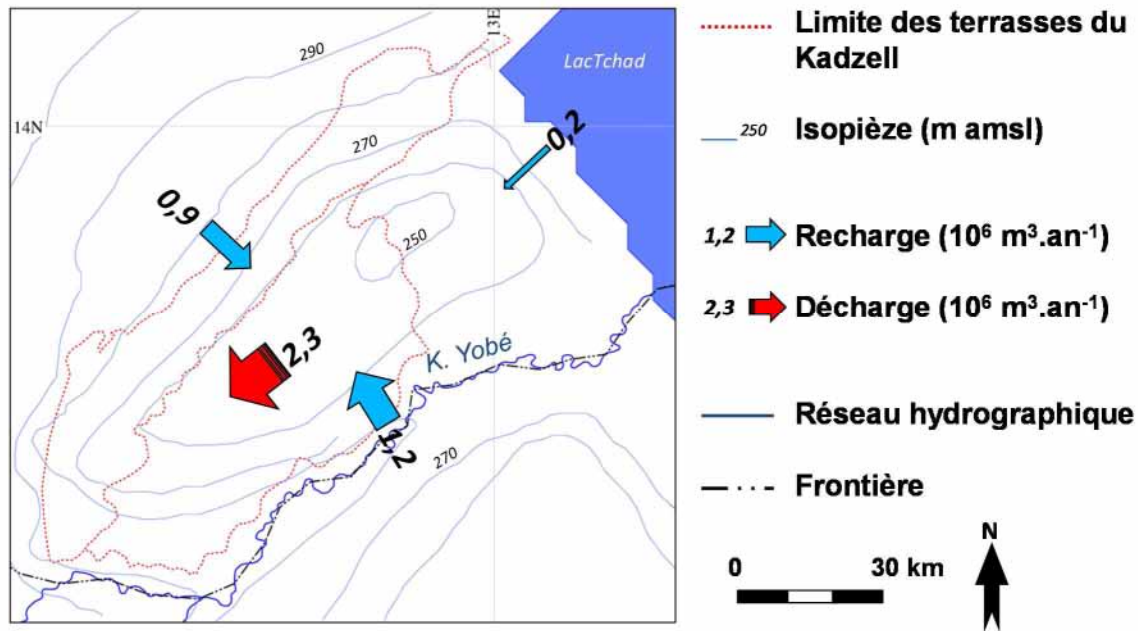 13E
290
LacTchad
14N
270
0,2
0,9
250
2,3
K. Yobé
1,2
270
Limite des terrasses du
Kadzell
250 Isopièze (m amsl)
1,2 Recharge (10⁶ m³.an⁻¹)
2,3 Décharge (10⁶ m³.an⁻¹)
Réseau hydrographique
Frontière
N
0 30 km